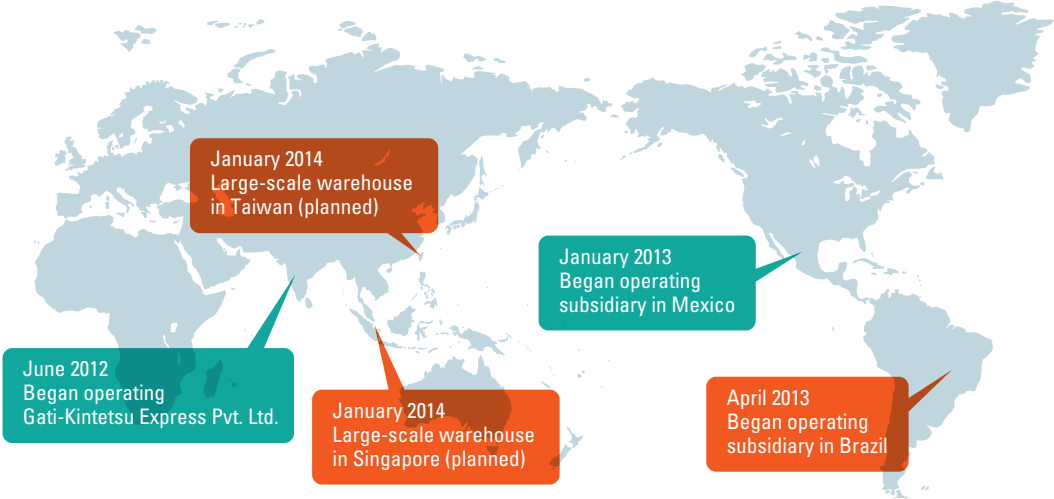 January 2014
Large-scale warehouse
in Taiwan (planned)
January 2013
Began operating
subsidiary in Mexico
June 2012
Began operating
Gati-Kintetsu Express Pvt. Ltd.
January 2014
Large-scale warehouse
in Singapore (planned)
April 2013
Began operating
subsidiary in Brazil